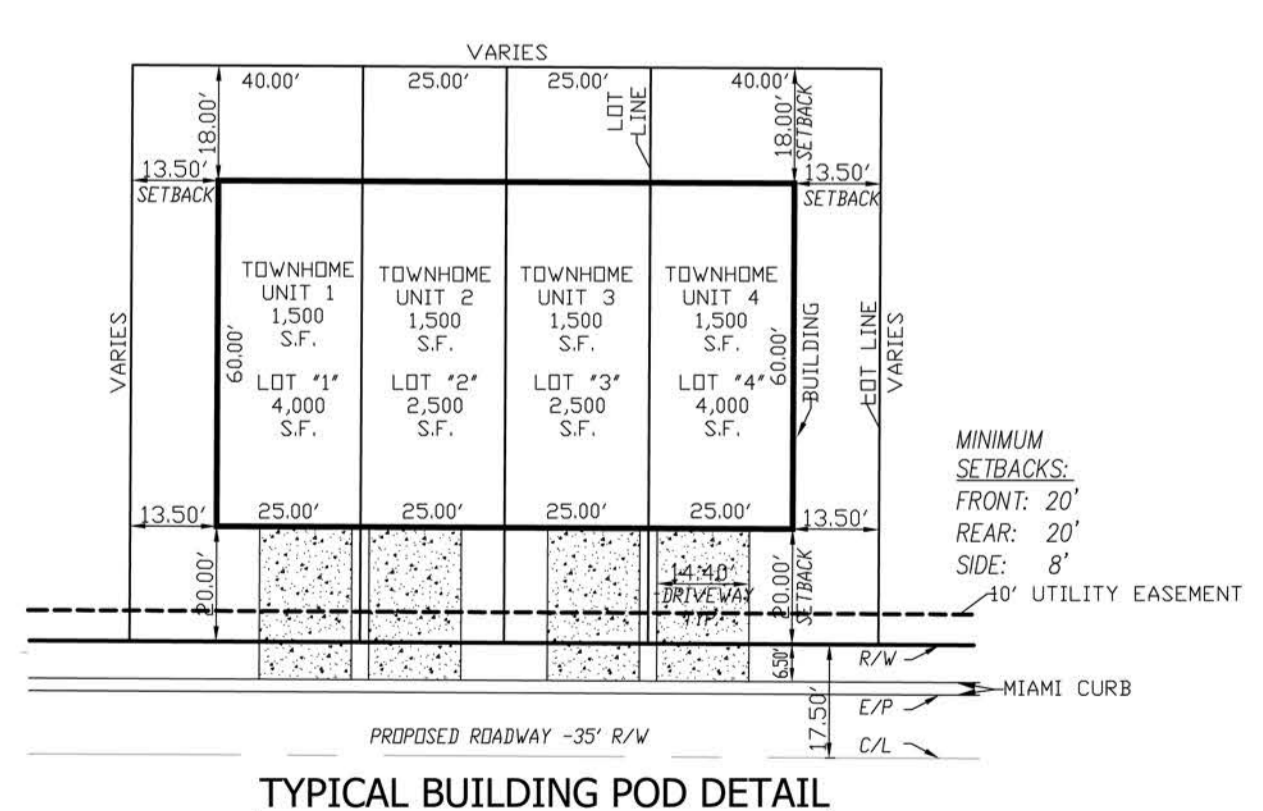 VARIES
40.00' 25.00' 25.00' 40.00'
18.00'
LOT
LINE
18.00'
SETBACK
13.50'
SETBACK
13.50'
SETBACK
TOWNHOME
UNIT 1
1,500
S.F.
LOT "1"
4,000
S.F.
TOWNHOME
UNIT 2
1,500
S.F.
LOT "2"
2,500
S.F.
TOWNHOME
UNIT 3
1,500
S.F.
LOT "3"
2,500
S.F.
TOWNHOME
UNIT 4
1,500
S.F.
LOT "4"
4,000
S.F.
VARIES
60.00'
60.00'
BUILDING
LOT LINE
VARIES
MINIMUM
SETBACKS:
FRONT: 20'
REAR: 20'
SIDE: 8'
13.50' 25.00' 25.00' 25.00' 25.00' 13.50'
20.00'
14.40'
DRIVEWAY
TYP.
20.00'
SETBACK
10' UTILITY EASEMENT
6.50'
R/W
17.50'
MIAMI CURB
E/P
PROPOSED ROADWAY -35' R/W
C/L
TYPICAL BUILDING POD DETAIL